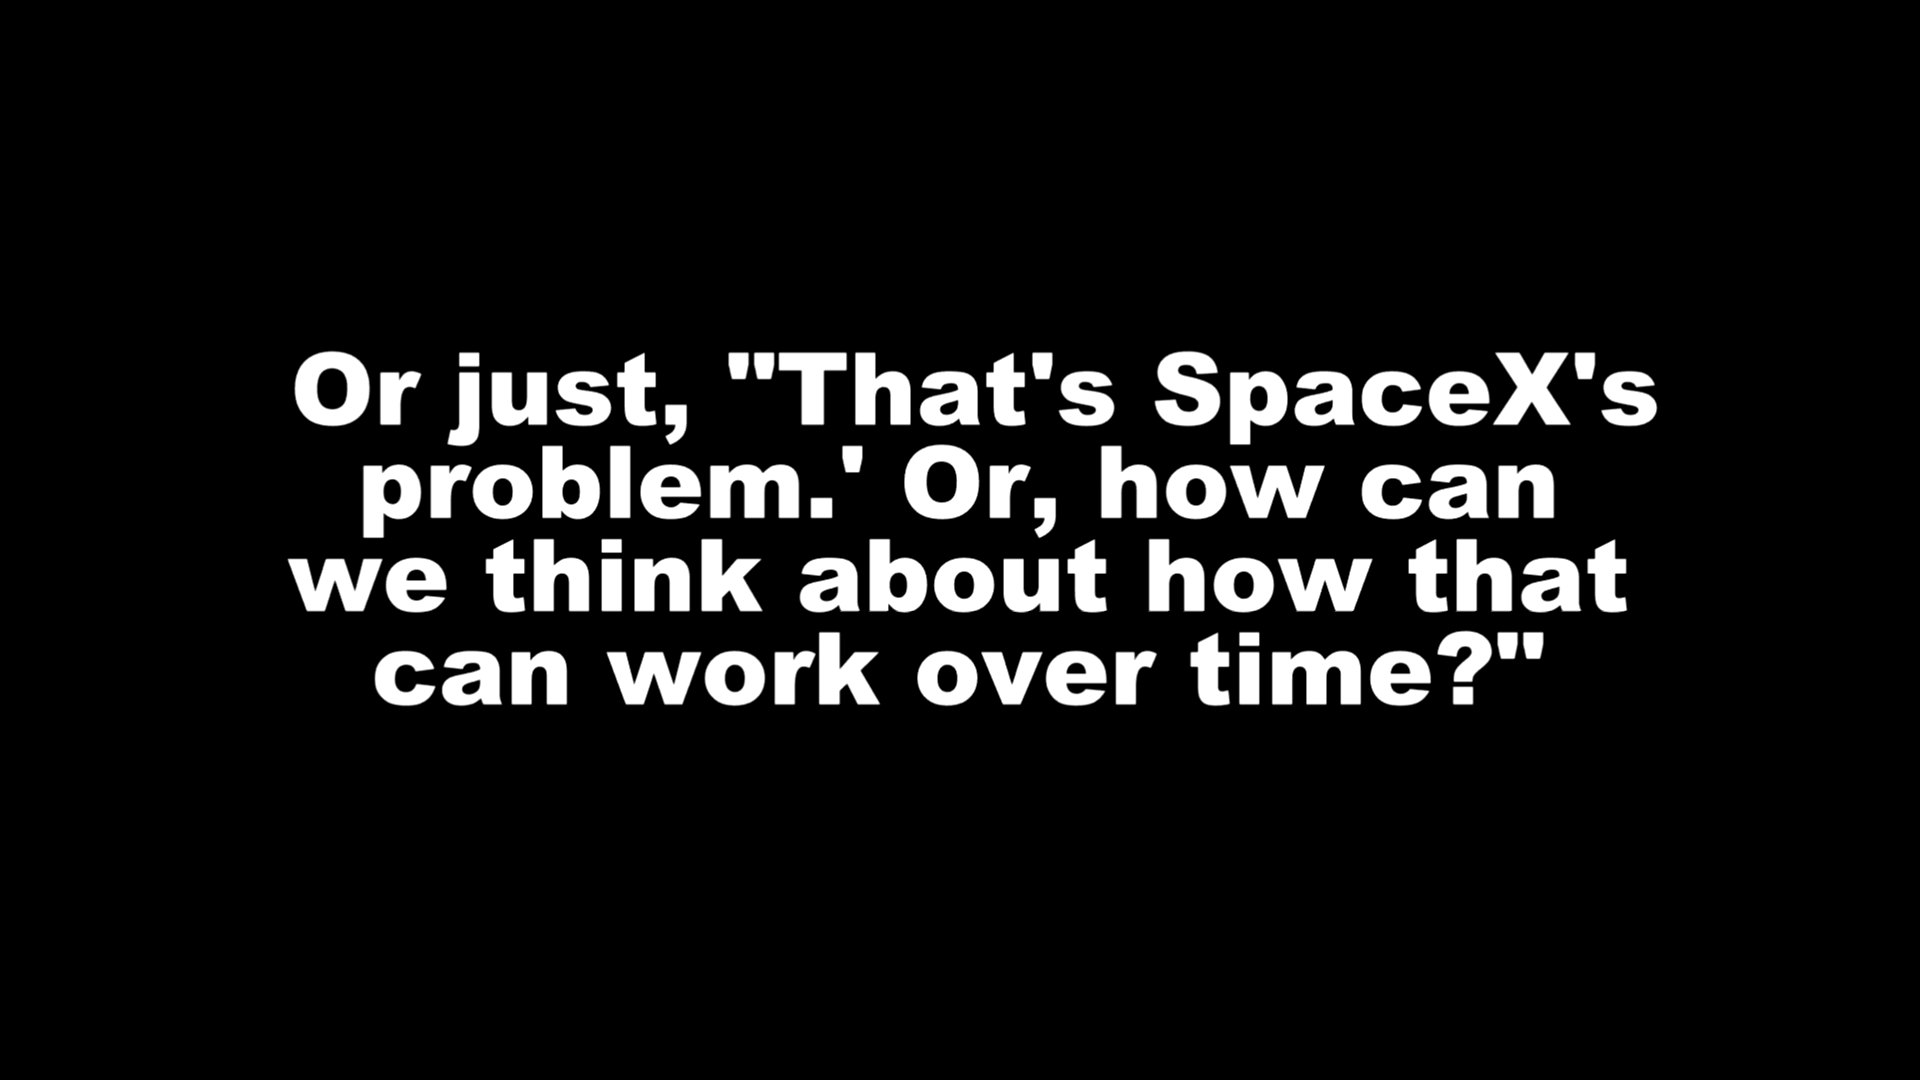 Or just, "That's SpaceX's
problem.' Or, how can
we think about how that
can work over time?"